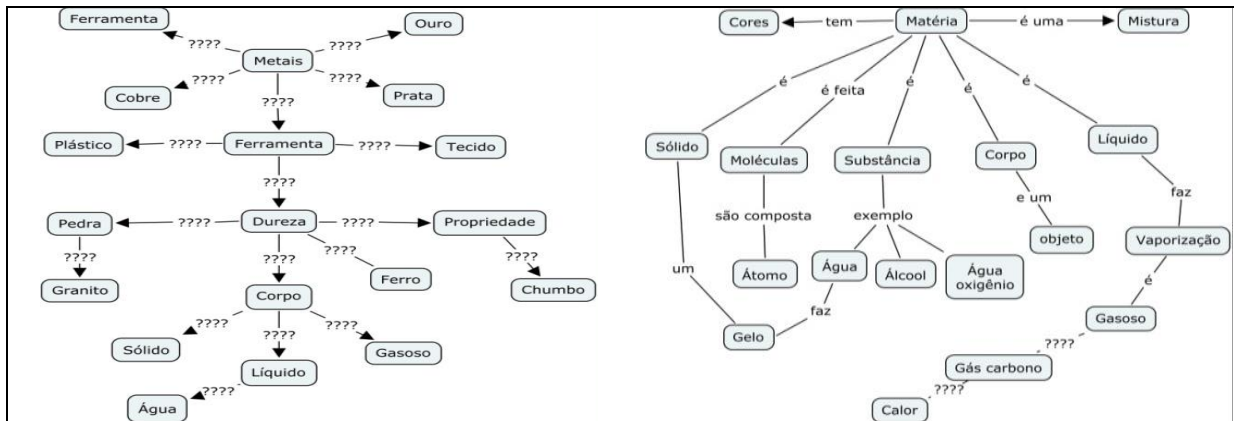 Ferramenta
Ouro
????
????
Metais
????
????
Cobre
Prata
????
Plástico
????
Ferramenta
????
Tecido
????
Pedra
????
Dureza
????
Propriedade
????
????
????
????
Granito
Ferro
Chumbo
Corpo
????
????
????
Sólido
Gasoso
Líquido
????
Água
Cores
tem
Matéria
é uma
Mistura
é
é feita
é
é
é
Sólido
Moléculas
Substância
Corpo
Líquido
faz
são composta
exemplo
e um
objeto
Vaporização
um
Átomo
Água
Álcool
Água
oxigênio
é
faz
Gelo
Gasoso
????
Gás carbono
????
Calor